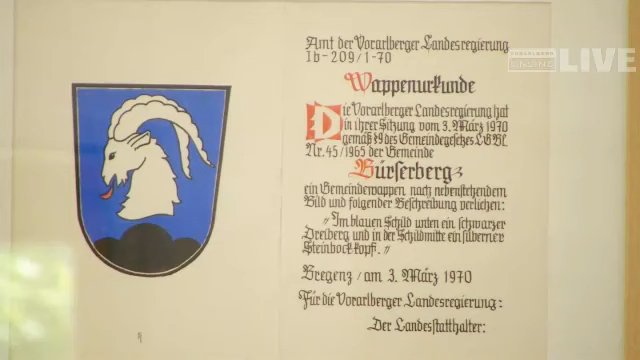 Amt der Vorarlberger Landesregierung
Ib-209/1-70
Wappenurkunde
Die Vorarlberger Landesregierung hat
in ihrer Sitzung vom 3. März 1970
gemäß §9 des Gemeindegesetzes LGBl.
Nr. 45/1965 der Gemeinde
Bürserberg
ein Gemeindewappen nach nebenstehendem
Bild und folgender Beschreibung verliehen:
"Im blauen Schild unten ein schwarzer
Dreiberg und in der Schildmitte ein silberner
Steinbockkopf."
Bregenz, am 3. März 1970
Für die Vorarlberger Landesregierung:
Der Landesstatthalter:
VORARLBERG
ONLINE
LIVE